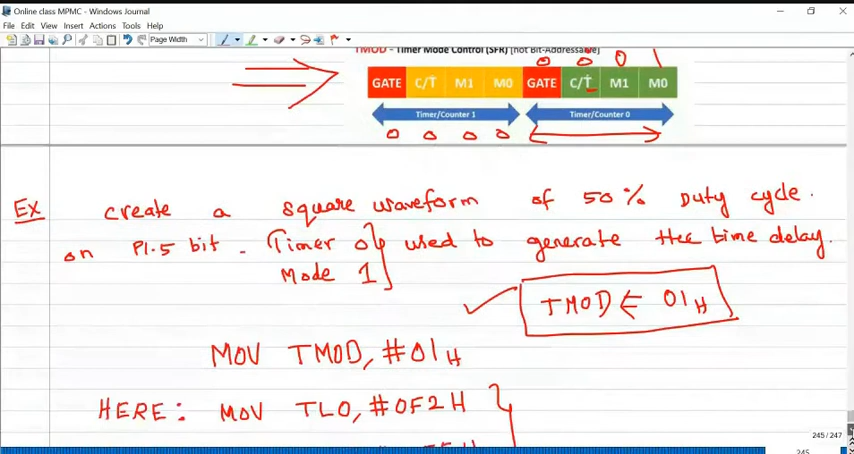 Online class MPMC - Windows Journal
File Edit View Insert Actions Tools Help
Page Width
TMOD - Timer Mode Control (SFR) [not Bit-Addressable]
0 0 0 1
GATE C/T M1 M0 GATE C/T M1 M0
Timer/Counter 1 Timer/Counter 0
0 0 0 0
Ex create a square waveform of 50% Duty cycle.
on P1.5 bit - (Timer 0 used to generate the time delay.
Mode 1
TMOD ← 01H
MOV TMOD, #01H
HERE: MOV TL0, #0F2H
245 / 247
245